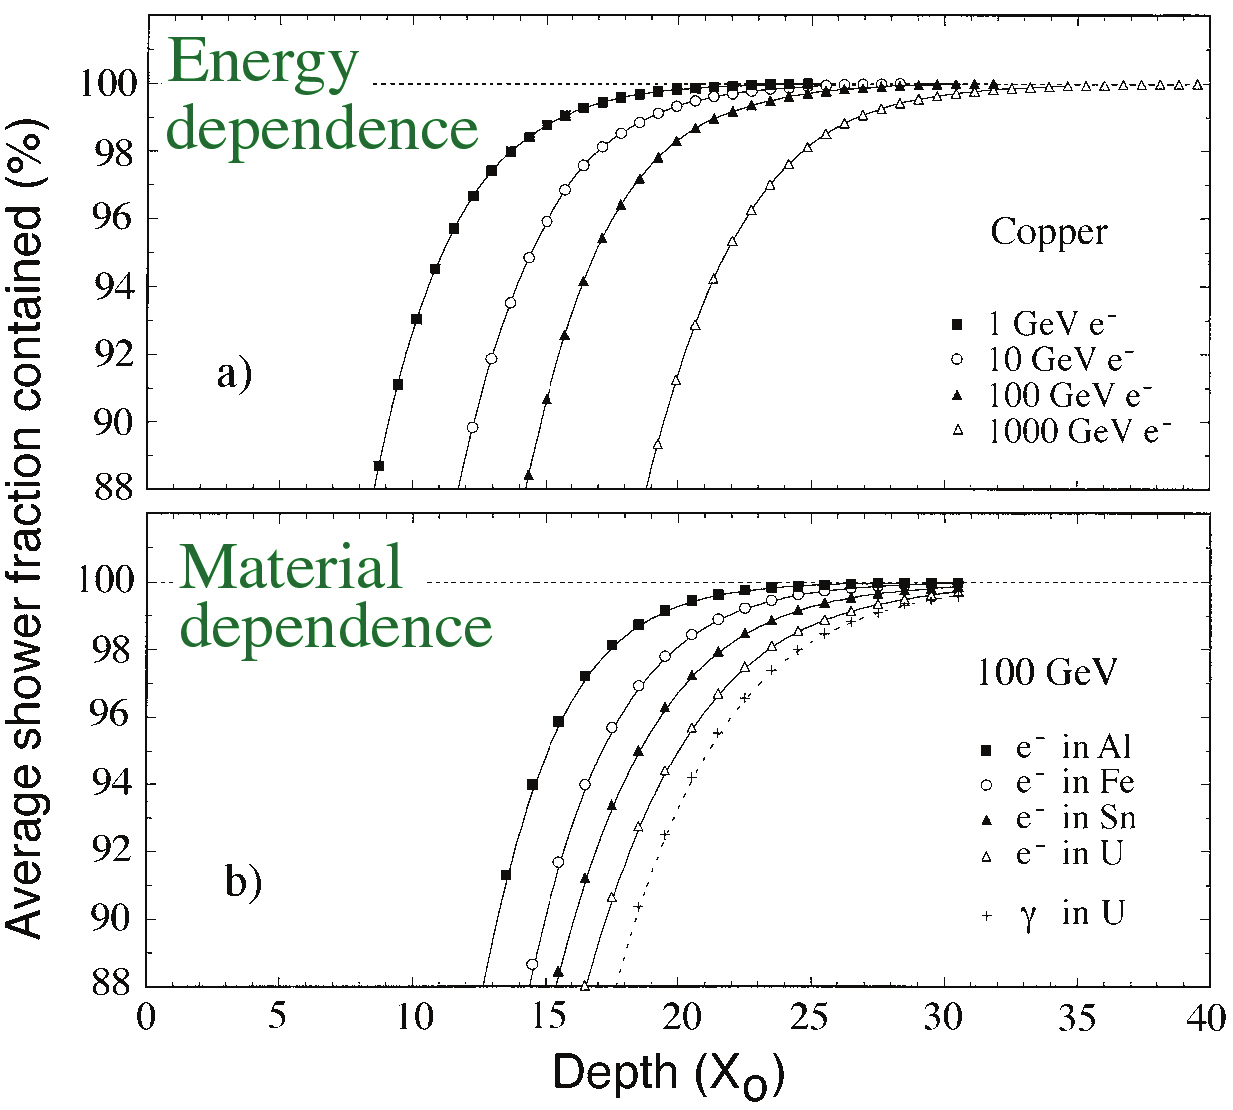 Energy
dependence
100
98
96
94
92
90
88
a)
Copper
1 GeV e⁻
10 GeV e⁻
100 GeV e⁻
1000 GeV e⁻
Average shower fraction contained (%)
Material
dependence
100
98
96
94
92
90
88
b)
100 GeV
e⁻ in Al
e⁻ in Fe
e⁻ in Sn
e⁻ in U
γ in U
0 5 10 15 20 25 30 35 40
Depth (X₀)